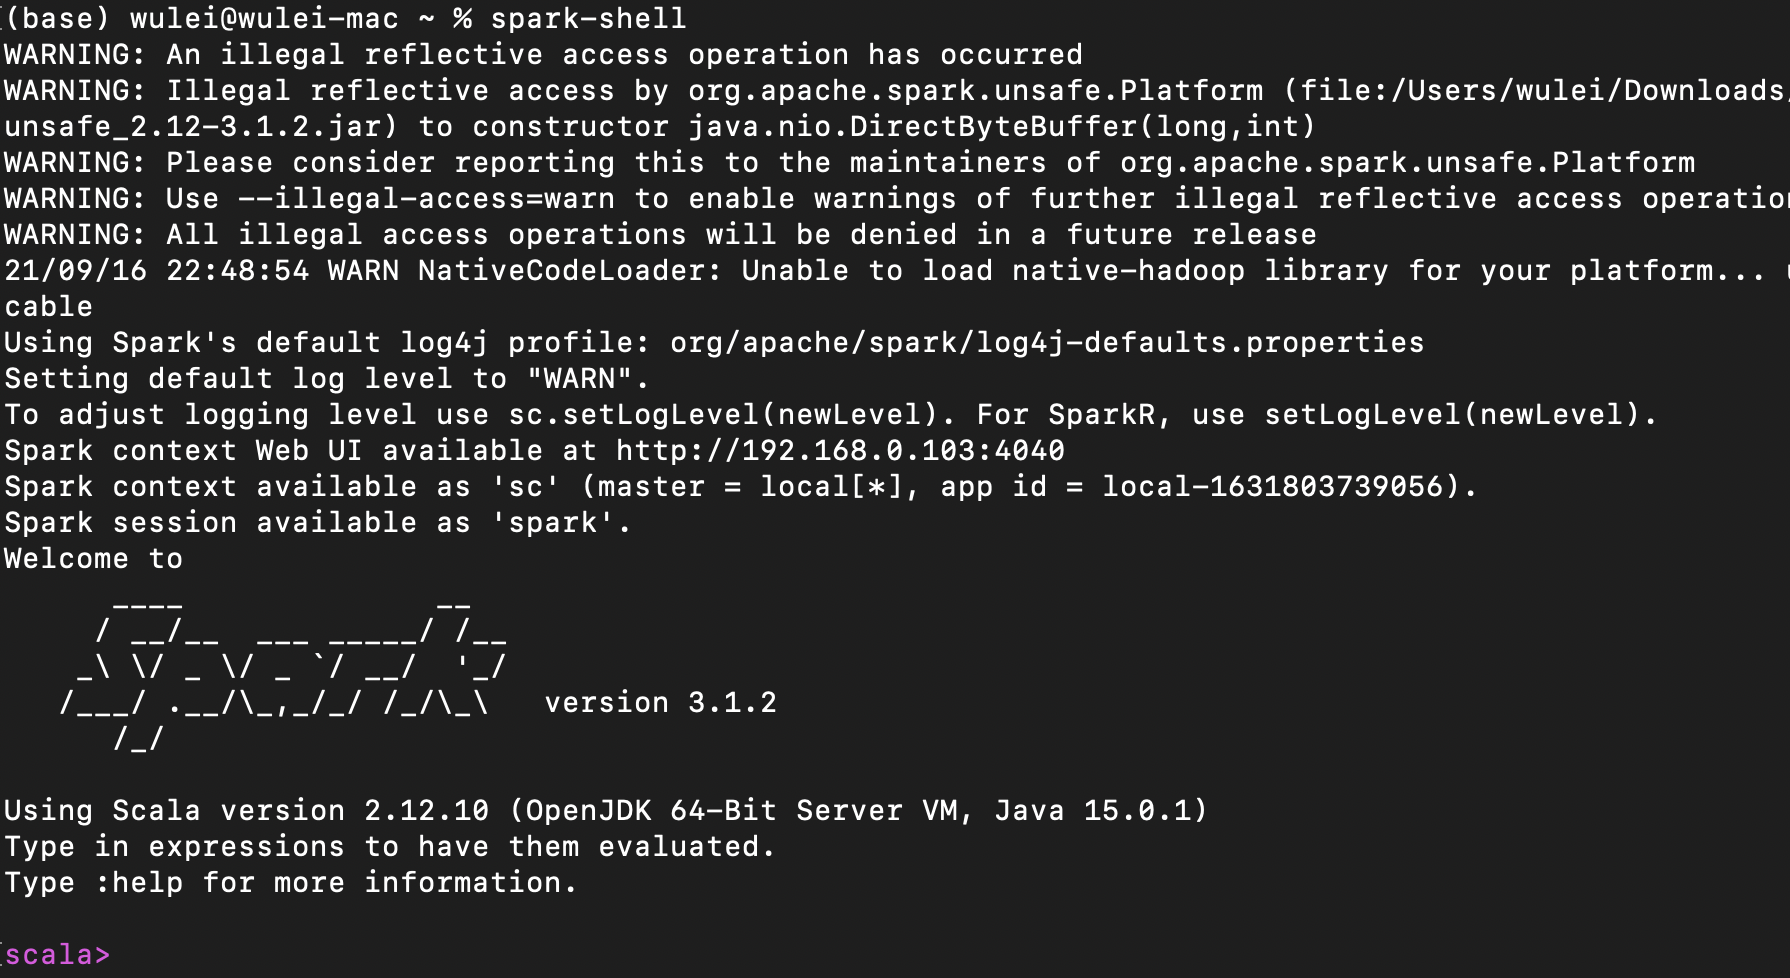 (base) wulei@wulei-mac ~ % spark-shell
WARNING: An illegal reflective access operation has occurred
WARNING: Illegal reflective access by org.apache.spark.unsafe.Platform (file:/Users/wulei/Downloads/
unsafe_2.12-3.1.2.jar) to constructor java.nio.DirectByteBuffer(long,int)
WARNING: Please consider reporting this to the maintainers of org.apache.spark.unsafe.Platform
WARNING: Use --illegal-access=warn to enable warnings of further illegal reflective access
WARNING: All illegal access operations will be denied in a future release
21/09/16 22:48:54 WARN NativeCodeLoader: Unable to load native-hadoop library for your platform...
cable
Using Spark's default log4j profile: org/apache/spark/log4j-defaults.properties
Setting default log level to "WARN".
To adjust logging level use sc.setLogLevel(newLevel). For SparkR, use setLogLevel(newLevel).
Spark context Web UI available at http://192.168.0.103:4040
Spark context available as 'sc' (master = local[*], app id = local-1631803739056).
Spark session available as 'spark'.
Welcome to
      ____              __
     / __/__  ___ _____/ /__
    _\ \/ _ \/ _ `/ __/  '_/
   /___/ .__/\_,_/_/ /_/\_\   version 3.1.2
      /_/
Using Scala version 2.12.10 (OpenJDK 64-Bit Server VM, Java 15.0.1)
Type in expressions to have them evaluated.
Type :help for more information.
scala>